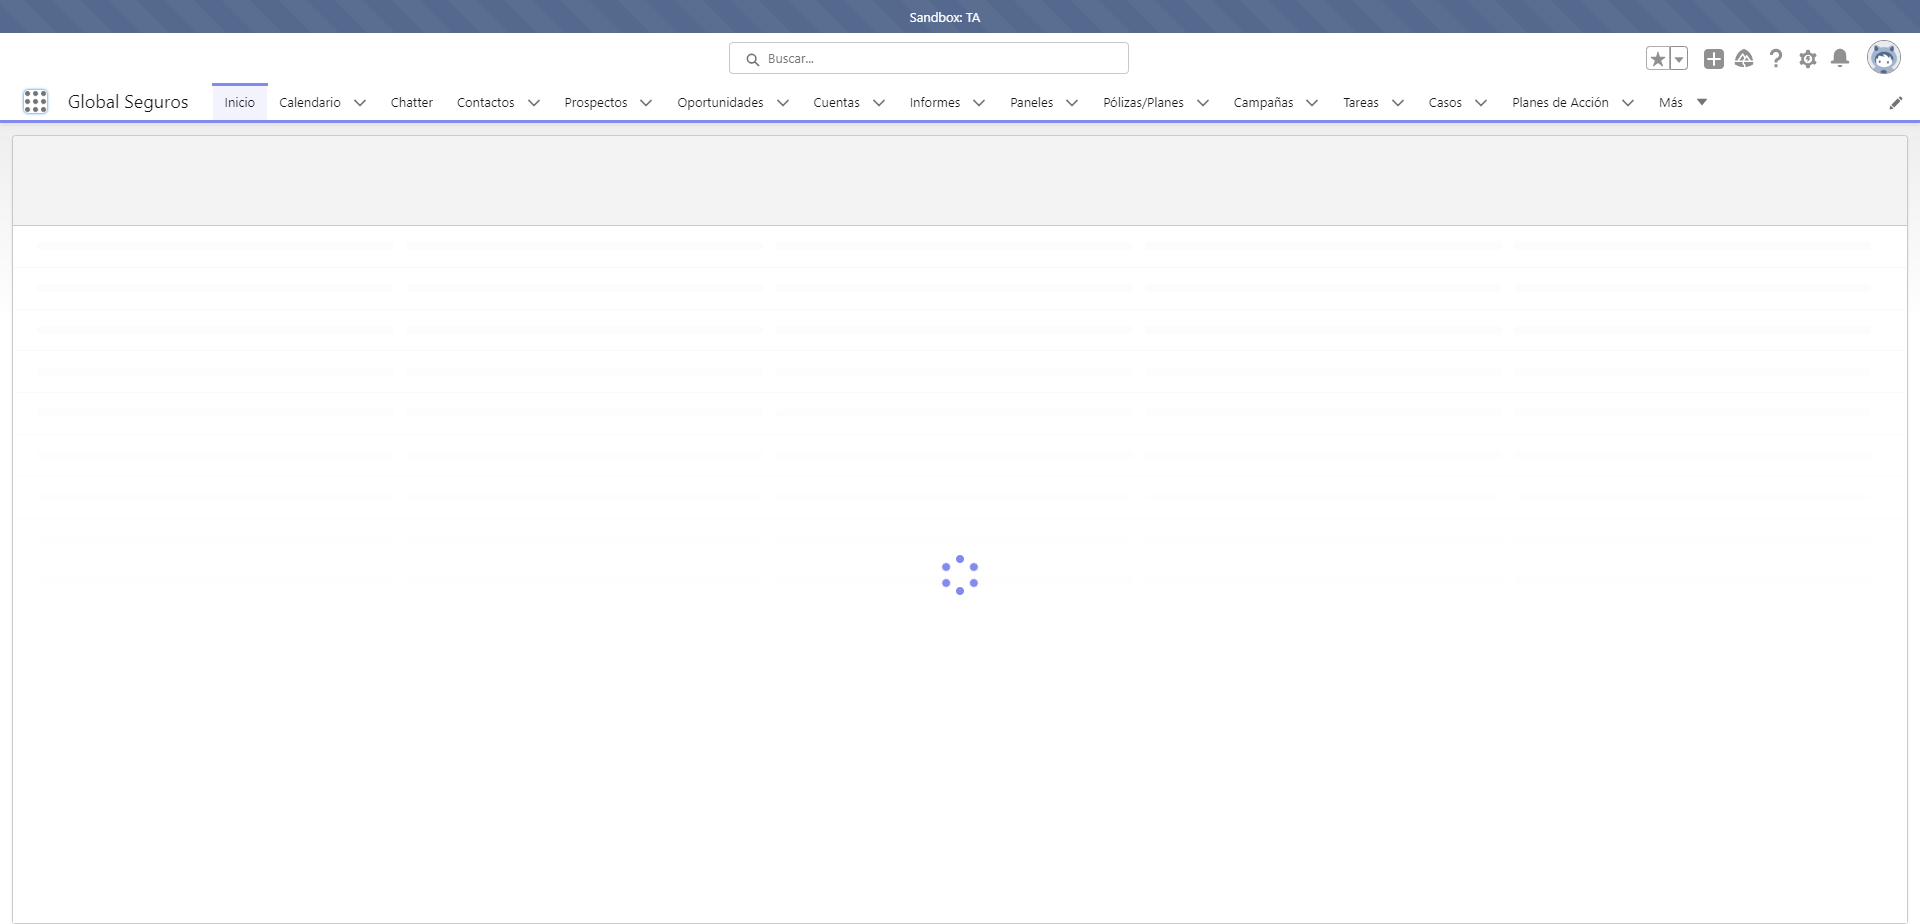 Sandbox: TA
Buscar...
Global Seguros Inicio Calendario Chatter Contactos Prospectos Oportunidades Cuentas Informes Paneles Pólizas/Planes Campañas Tareas Casos Planes de Acción Más